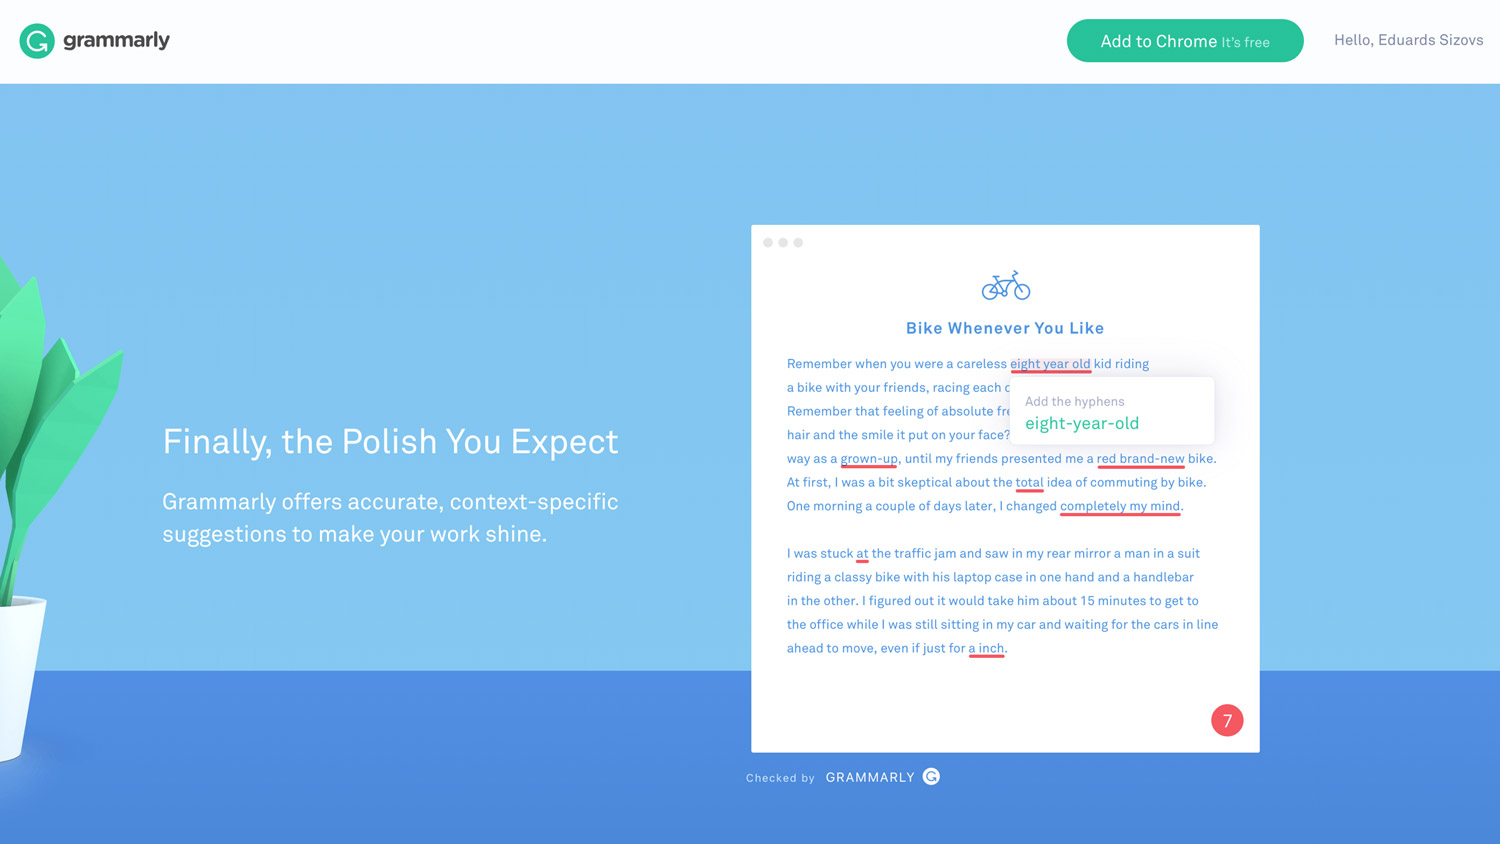 grammarly
Add to Chrome It's free
Hello, Eduards Sizovs
Finally, the Polish You Expect
Grammarly offers accurate, context-specific
suggestions to make your work shine.
Bike Whenever You Like
Remember when you were a careless eight year old kid riding
a bike with your friends, racing each
Remember that feeling of absolute
hair and the smile it put on your face?
Add the hyphens
eight-year-old
way as a grown-up, until my friends presented me a red brand-new bike.
At first, I was a bit skeptical about the total idea of commuting by bike.
One morning a couple of days later, I changed completely my mind.
I was stuck at the traffic jam and saw in my rear mirror a man in a suit
riding a classy bike with his laptop case in one hand and a handlebar
in the other. I figured out it would take him about 15 minutes to get to
the office while I was still sitting in my car and waiting for the cars in line
ahead to move, even if just for a inch.
7
Checked by GRAMMARLY